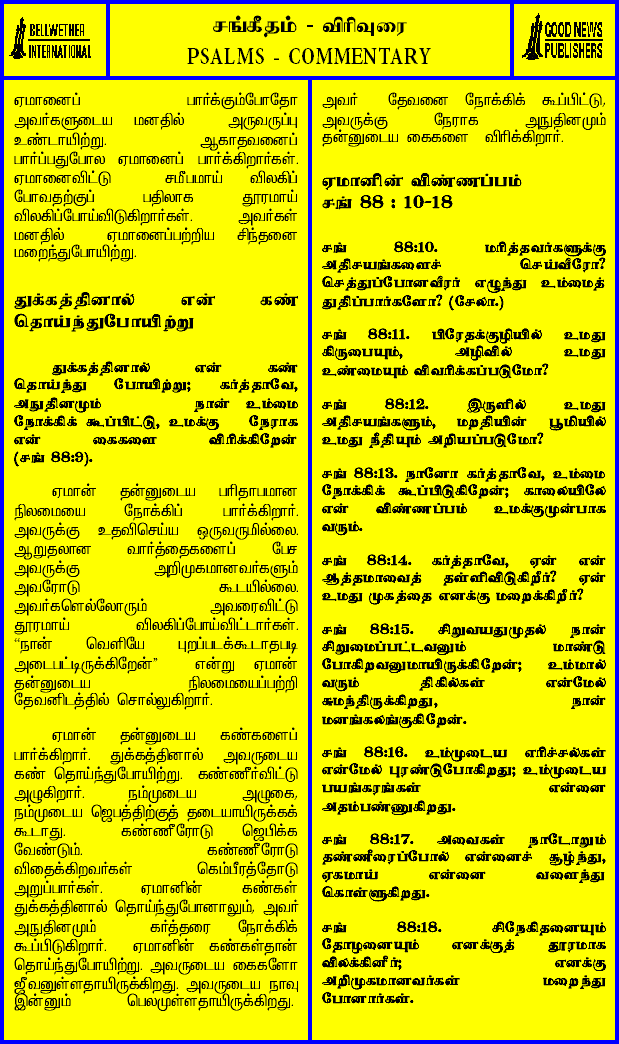 BELLWETHER
INTERNATIONAL
சங்கீதம் - விரிவுரை
PSALMS - COMMENTARY
GOOD NEWS
PUBLISHERS
ஏமானைப் பார்க்கும்போதோ
அவர்களுடைய மனதில் அருவருப்பு
உண்டாயிற்று. ஆகாதவனைப்
பார்ப்பதுபோல ஏமானைப் பார்க்கிறார்கள்.
ஏமானைவிட்டு சமீபமாய் விலகிப்
போவதற்குப் பதிலாக தூரமாய்
விலகிப்போய்விடுகிறார்கள். அவர்கள்
மனதில் ஏமானைப்பற்றிய சிந்தனை
மறைந்துபோயிற்று.
துக்கத்தினால் என் கண்
தொய்ந்துபோயிற்று
துக்கத்தினால் என் கண்
தொய்ந்து போயிற்று; கர்த்தாவே,
அநுதினமும் நான் உம்மை
நோக்கிக் கூப்பிட்டு, உமக்கு நேராக
என் கைகளை விரிக்கிறேன்
(சங் 88:9).
ஏமான் தன்னுடைய பரிதாபமான
நிலமையை நோக்கிப் பார்க்கிறார்.
அவருக்கு உதவிசெய்ய ஒருவருமில்லை.
ஆறுதலான வார்த்தைகளைப் பேச
அவருக்கு அறிமுகமானவர்களும்
அவரோடு கூடயில்லை.
அவர்களெல்லோரும் அவரைவிட்டு
தூரமாய் விலகிப்போய்விட்டார்கள்.
“நான் வெளியே புறப்படக்கூடாதபடி
அடைபட்டிருக்கிறேன்” என்று ஏமான்
தன்னுடைய நிலமையைப்பற்றி
தேவனிடத்தில் சொல்லுகிறார்.
ஏமான் தன்னுடைய கண்களைப்
பார்க்கிறார். துக்கத்தினால் அவருடைய
கண் தொய்ந்துபோயிற்று. கண்ணீர்விட்டு
அழுகிறார். நம்முடைய அழுகை,
நம்முடைய ஜெபத்திற்குத் தடையாயிருக்கக்
கூடாது. கண்ணீரோடு ஜெபிக்க
வேண்டும். கண்ணீரோடு
விதைக்கிறவர்கள் கெம்பீரத்தோடு
அறுப்பார்கள். ஏமானின் கண்கள்
துக்கத்தினால் தொய்ந்துபோனாலும், அவர்
அநுதினமும் கர்த்தரை நோக்கிக்
கூப்பிடுகிறார். ஏமானின் கண்கள்தான்
தொய்ந்துபோயிற்று. அவருடைய கைகளோ
ஜீவனுள்ளதாயிருக்கிறது. அவருடைய நாவு
இன்னும் பெலமுள்ளதாயிருக்கிறது.
அவர் தேவனை நோக்கிக் கூப்பிட்டு,
அவருக்கு நேராக அநுதினமும்
தன்னுடைய கைகளை விரிக்கிறார்.
ஏமானின் விண்ணப்பம்
சங் 88 : 10-18
சங் 88:10. மரித்தவர்களுக்கு
அதிசயங்களைச் செய்வீரோ?
செத்துப்போனவீரர் எழுந்து உம்மைத்
துதிப்பார்களோ? (சேலா.)
சங் 88:11. பிரேதக்குழியில் உமது
கிருபையும், அழிவில் உமது
உண்மையும் விவரிக்கப்படுமோ?
சங் 88:12. இருளில் உமது
அதிசயங்களும், மறதியின் பூமியில்
உமது நீதியும் அறியப்படுமோ?
சங் 88:13. நானோ கர்த்தாவே, உம்மை
நோக்கிக் கூப்பிடுகிறேன்; காலையிலே
என் விண்ணப்பம் உமக்குமுன்பாக
வரும்.
சங் 88:14. கர்த்தாவே, ஏன் என்
ஆத்தமாவைத் தள்ளிவிடுகிறீர்? ஏன்
உமது முகத்தை எனக்கு மறைக்கிறீர்?
சங் 88:15. சிறுவயதுமுதல் நான்
சிறுமைப்பட்டவனும் மாண்டு
போகிறவனுமாயிருக்கிறேன்; உம்மால்
வரும் திகில்கள் என்மேல்
சுமந்திருக்கிறது, நான்
மனங்கலங்குகிறேன்.
சங் 88:16. உம்முடைய எரிச்சல்கள்
என்மேல் புரண்டுபோகிறது; உம்முடைய
பயங்கரங்கள் என்னை
அதம்பண்ணுகிறது.
சங் 88:17. அவைகள் நாடோறும்
தண்ணீரைப்போல் என்னைச் சூழ்ந்து,
ஏகமாய் என்னை வளைந்து
கொள்ளுகிறது.
சங் 88:18. சிநேகிதனையும்
தோழனையும் எனக்குத் தூரமாக
விலக்கினீர்; எனக்கு
அறிமுகமானவர்கள் மறைந்து
போனார்கள்.